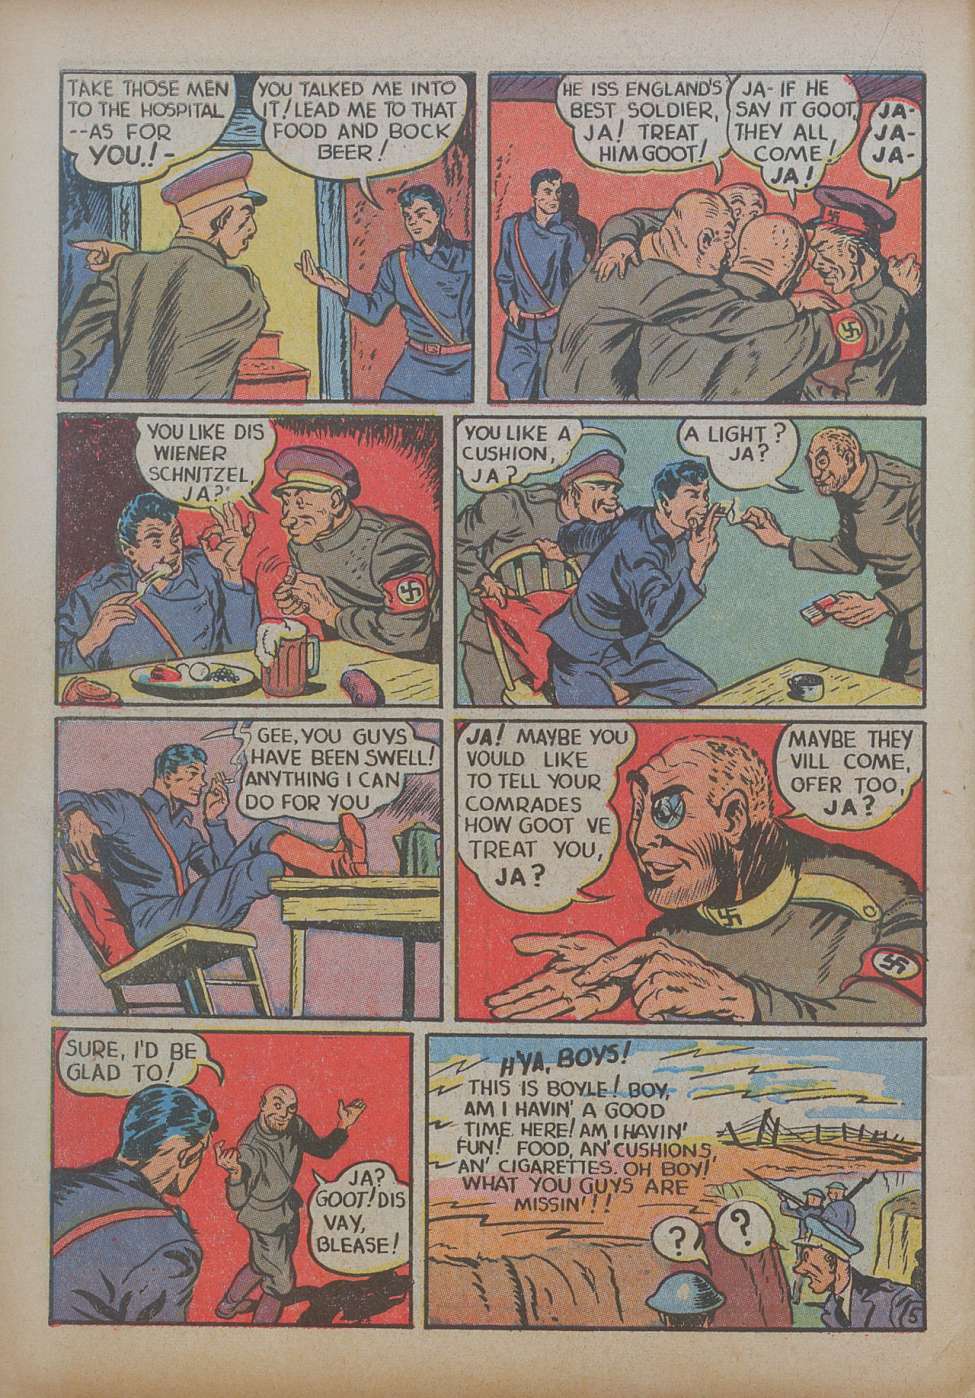 TAKE THOSE MEN
TO THE HOSPITAL
--AS FOR
YOU.!-
YOU TALKED ME INTO
IT! LEAD ME TO THAT
FOOD AND BOCK
BEER!
HE ISS ENGLAND'S
BEST SOLDIER,
JA! TREAT
HIM GOOT!
JA- IF HE
SAY IT GOOT,
THEY ALL
COME!
JA!
JA-
JA-
JA-
YOU LIKE DIS
WIENER
SCHNITZEL,
JA?
YOU LIKE A
CUSHION,
JA?
A LIGHT?
JA?
GEE, YOU GUYS
HAVE BEEN SWELL!
ANYTHING I CAN
DO FOR YOU
JA! MAYBE YOU
VOULD LIKE
TO TELL YOUR
COMRADES
HOW GOOT VE
TREAT YOU,
JA?
MAYBE THEY
VILL COME,
OFER TOO,
JA?
SURE, I'D BE
GLAD TO!
JA?
GOOT! DIS
VAY,
BLEASE!
H'YA, BOYS!
THIS IS BOYLE! BOY,
AM I HAVIN' A GOOD
TIME HERE! AM I HAVIN'
FUN! FOOD, AN' CUSHIONS,
AN' CIGARETTES. OH BOY!
WHAT YOU GUYS ARE
MISSIN'!!
?
?
5